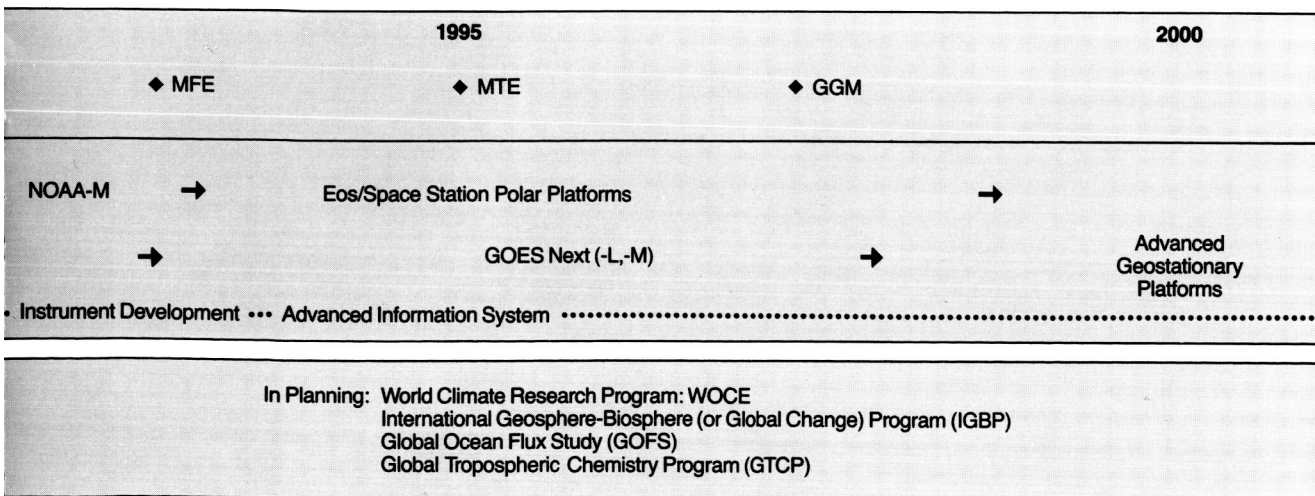 1995 2000
◆ MFE ◆ MTE ◆ GGM
NOAA-M → Eos/Space Station Polar Platforms →
→ GOES Next (-L,-M) → Advanced
Geostationary
Platforms
• Instrument Development ••• Advanced Information System ••••••••••••••••••••••••••••••
In Planning: World Climate Research Program: WOCE
International Geosphere-Biosphere (or Global Change) Program (IGBP)
Global Ocean Flux Study (GOFS)
Global Tropospheric Chemistry Program (GTCP)